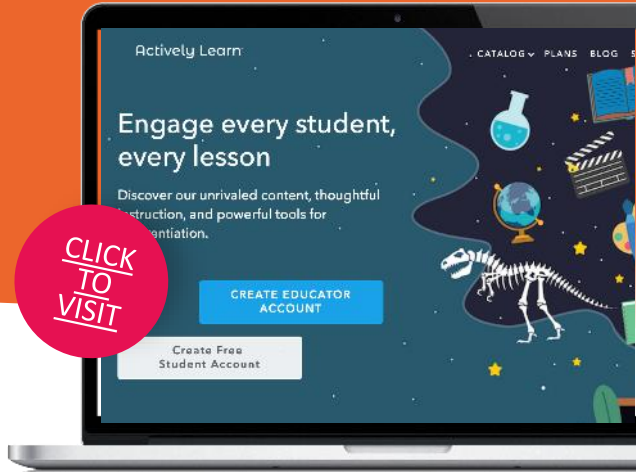 Actively Learn
CATALOG PLANS BLOG
Engage every student,
every lesson
Discover our unrivaled content, thoughtful
instruction, and powerful tools for
CLICK
TO
VISIT
CREATE EDUCATOR
ACCOUNT
Create Free
Student Account